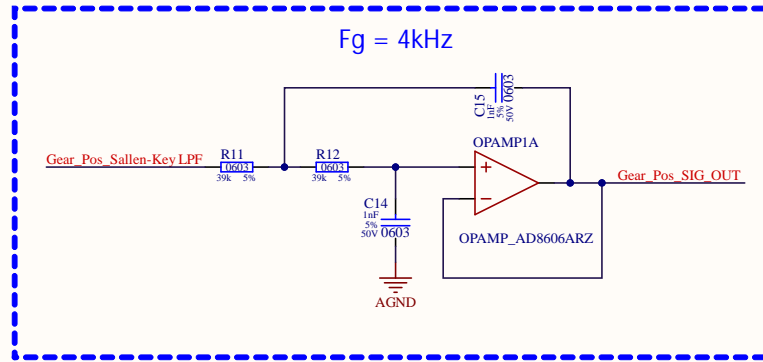 Fg = 4kHz
C15
1nF
5%
50V
0603
OPAMP1A
Gear_Pos_Sallen-Key LPF
R11
0603
39k 5%
R12
0603
39k 5%
+
−
Gear_Pos_SIG_OUT
C14
1nF
5%
50V
0603
OPAMP_AD8606ARZ
AGND